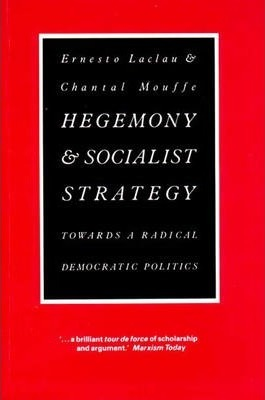 Ernesto Laclau &
Chantal Mouffe
HEGEMONY
& SOCIALIST
STRATEGY
TOWARDS A RADICAL
DEMOCRATIC POLITICS
'. . . a brilliant tour de force of scholarship
and argument.' Marxism Today